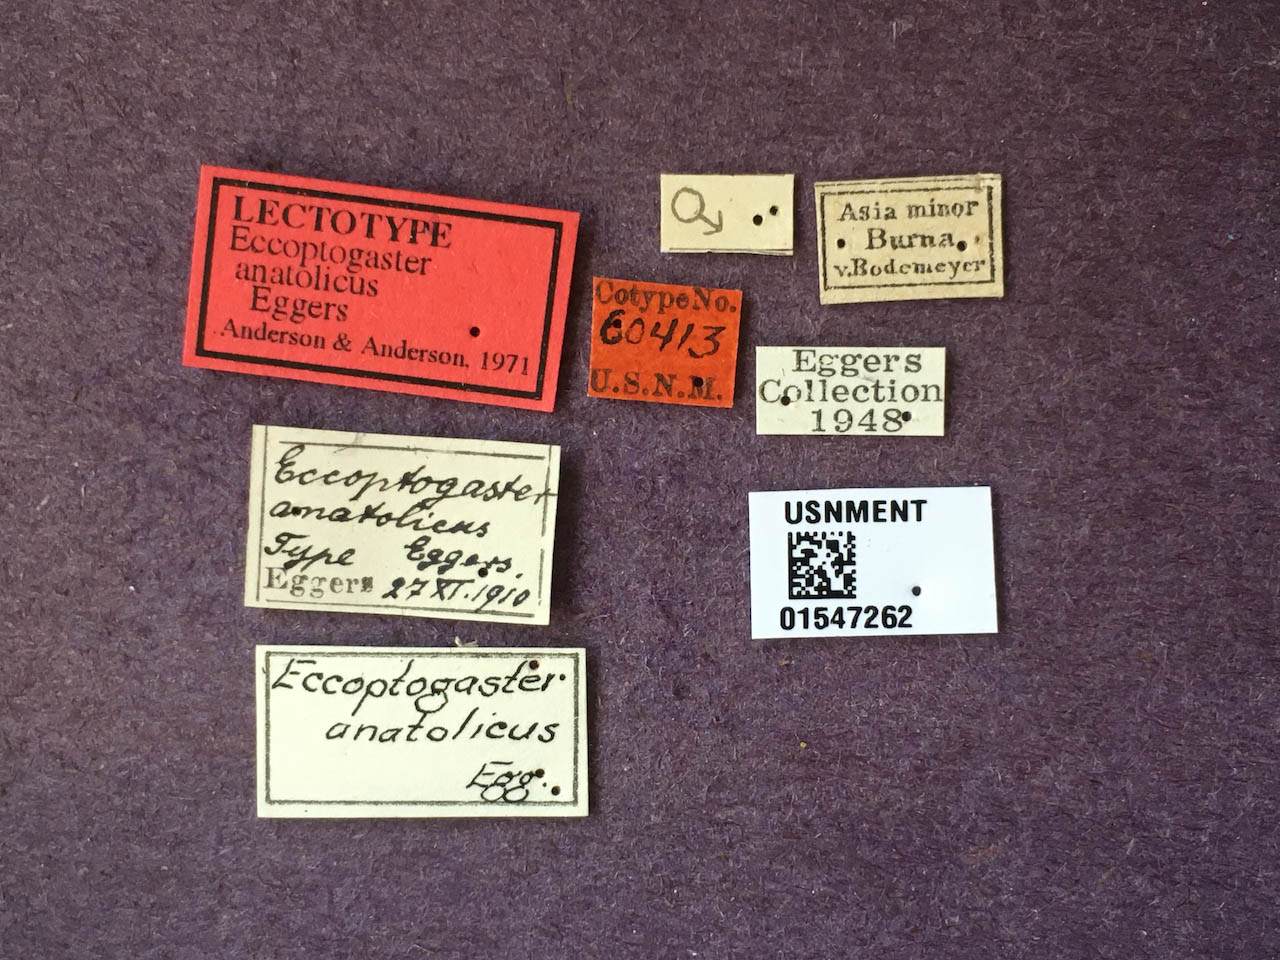 LECTOTYPE
Eccoptogaster
anatolicus
Eggers
Anderson & Anderson, 1971
♂
Asia minor
Burna.
v.Bodemeyer
Cotype No.
60413
U.S.N.M.
Eggers
Collection
1948
Eccoptogaster
anatolicus
Type Eggers.
Eggers 27 XI. 1910
USNMENT
01547262
Eccoptogaster
anatolicus
Egg.